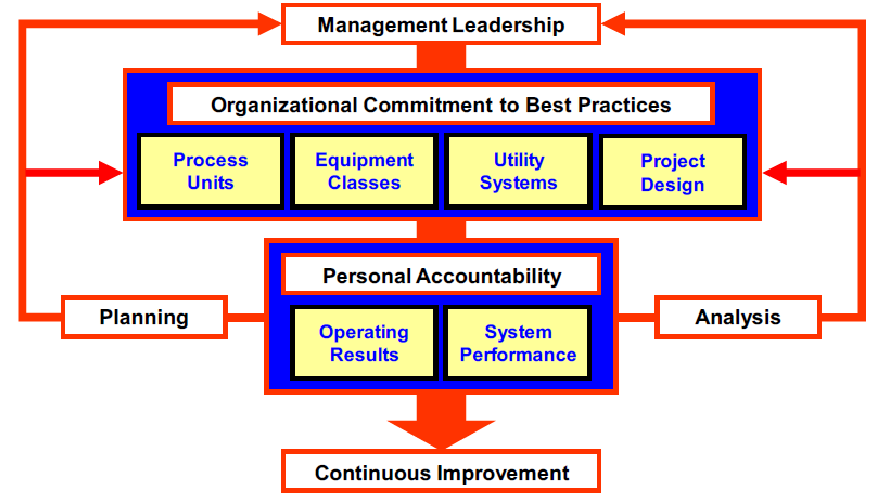 Management Leadership
Organizational Commitment to Best Practices
Process
Units
Equipment
Classes
Utility
Systems
Project
Design
Personal Accountability
Planning
Operating
Results
System
Performance
Analysis
Continuous Improvement